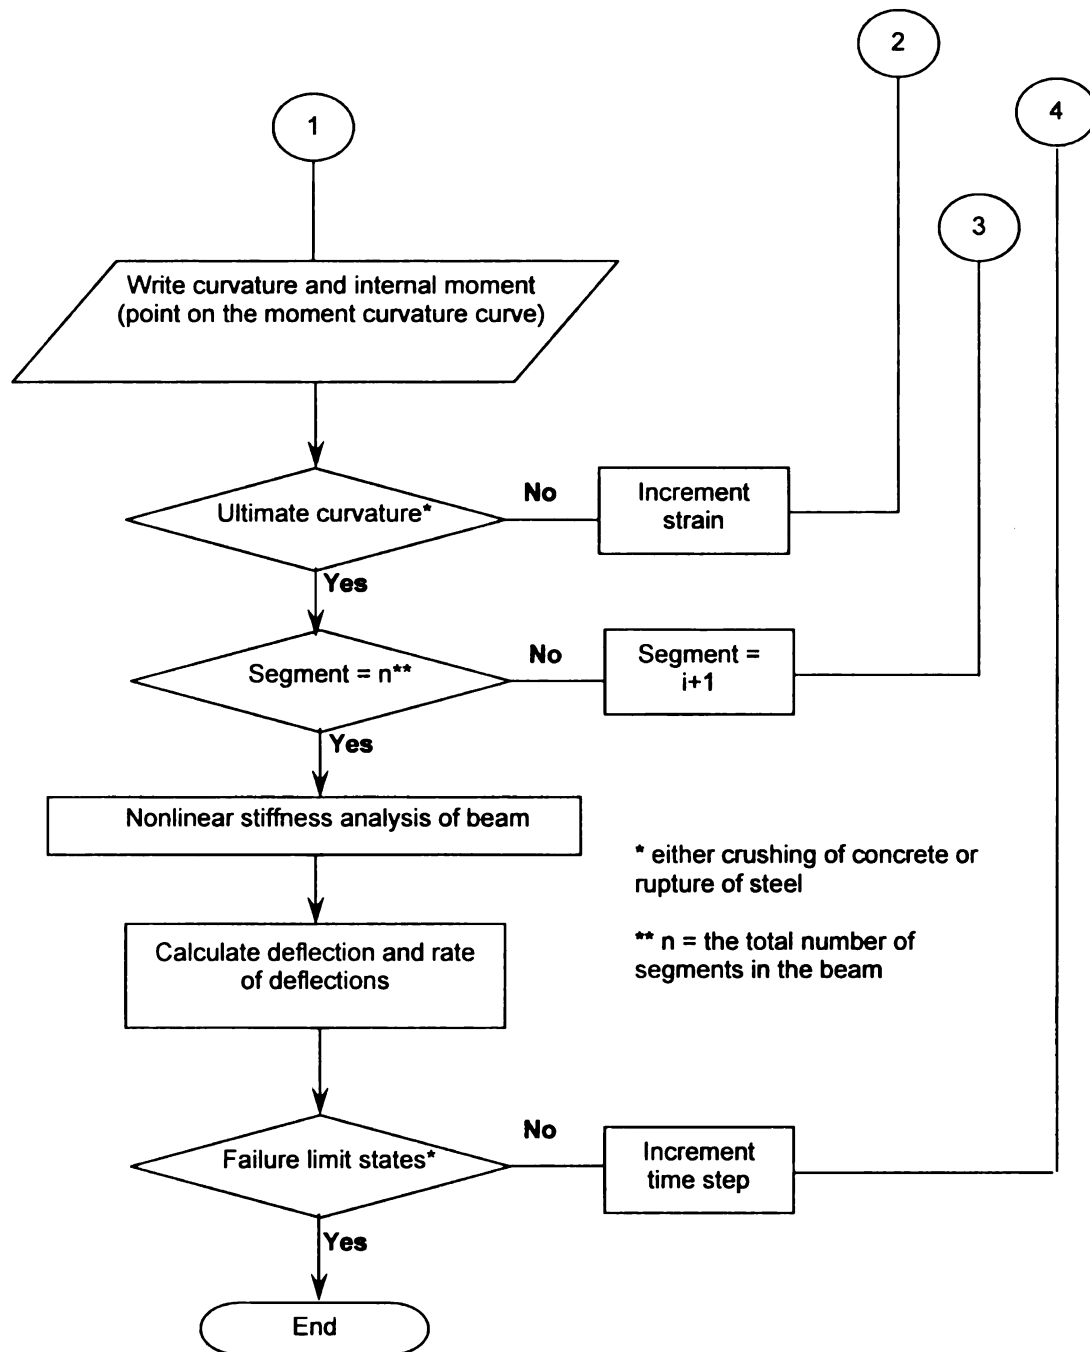 2
4
1
3
Write curvature and internal moment
(point on the moment curvature curve)
Ultimate curvature*
No
Increment
strain
Yes
Segment = n**
No
Segment =
i+1
Yes
Nonlinear stiffness analysis of beam
* either crushing of concrete or
rupture of steel
** n = the total number of
segments in the beam
Calculate deflection and rate
of deflections
Failure limit states*
No
Increment
time step
Yes
End